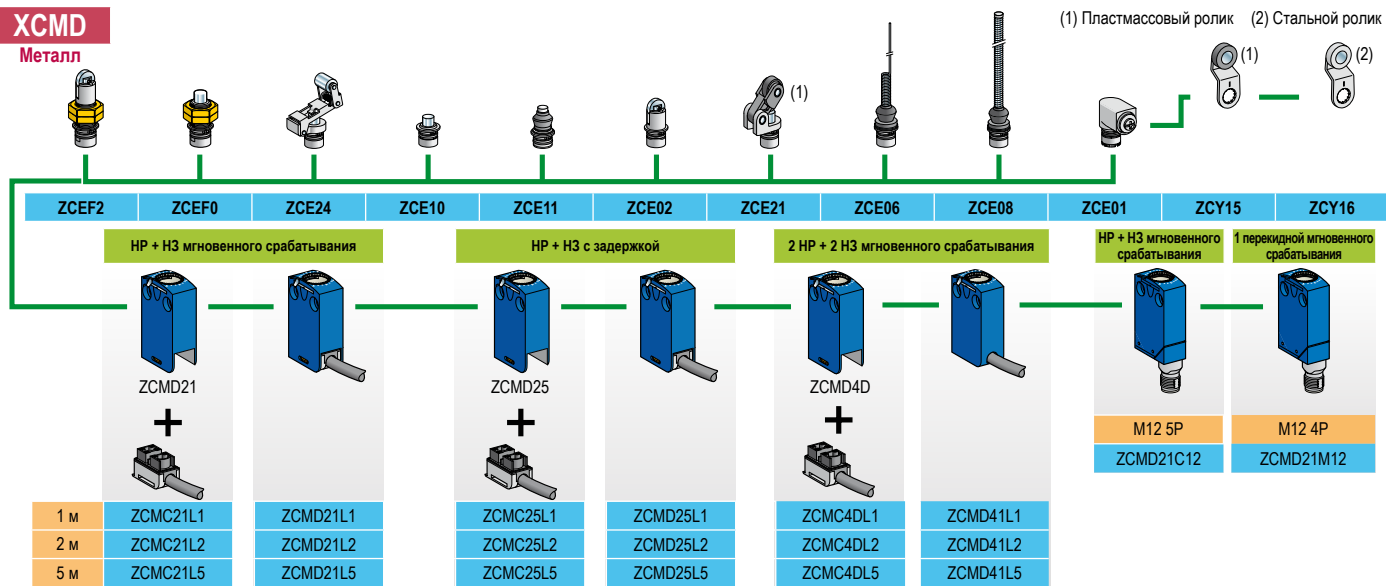 XCMD
Металл
(1) Пластмассовый ролик (2) Стальной ролик
(1)
(1)
(2)
ZCEF2 ZCEF0 ZCE24 ZCE10 ZCE11 ZCE02 ZCE21 ZCE06 ZCE08 ZCE01 ZCY15 ZCY16
НР + НЗ мгновенного срабатывания
НР + НЗ с задержкой
2 НР + 2 НЗ мгновенного срабатывания
НР + НЗ мгновенного
срабатывания
1 перекидной мгновенного
срабатывания
ZCMD21
+
ZCMD25
+
ZCMD4D
+
M12 5P M12 4P
ZCMD21C12 ZCMD21M12
1 м ZCMC21L1 ZCMD21L1 ZCMC25L1 ZCMD25L1 ZCMC4DL1 ZCMD41L1
2 м ZCMC21L2 ZCMD21L2 ZCMC25L2 ZCMD25L2 ZCMC4DL2 ZCMD41L2
5 м ZCMC21L5 ZCMD21L5 ZCMC25L5 ZCMD25L5 ZCMC4DL5 ZCMD41L5